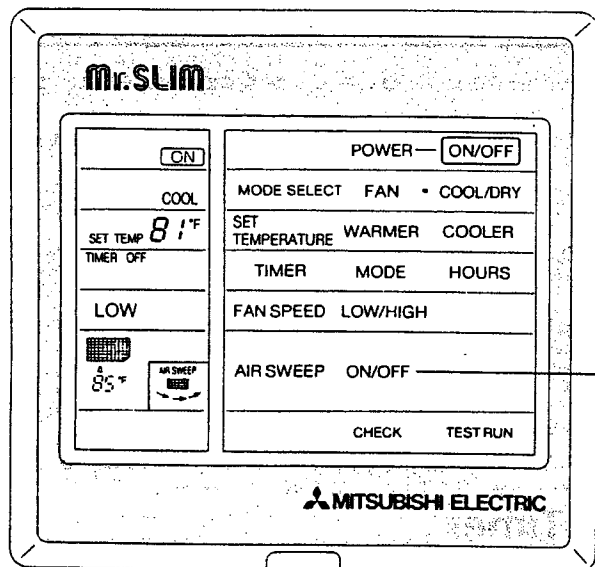 Mr.SLIM
ON
COOL
SET TEMP 81°F
TIMER OFF
LOW
85°F
AIR SWEEP
POWER ON/OFF
MODE SELECT FAN • COOL/DRY
SET TEMPERATURE WARMER COOLER
TIMER MODE HOURS
FAN SPEED LOW/HIGH
AIR SWEEP ON/OFF
CHECK TEST RUN
MITSUBISHI ELECTRIC